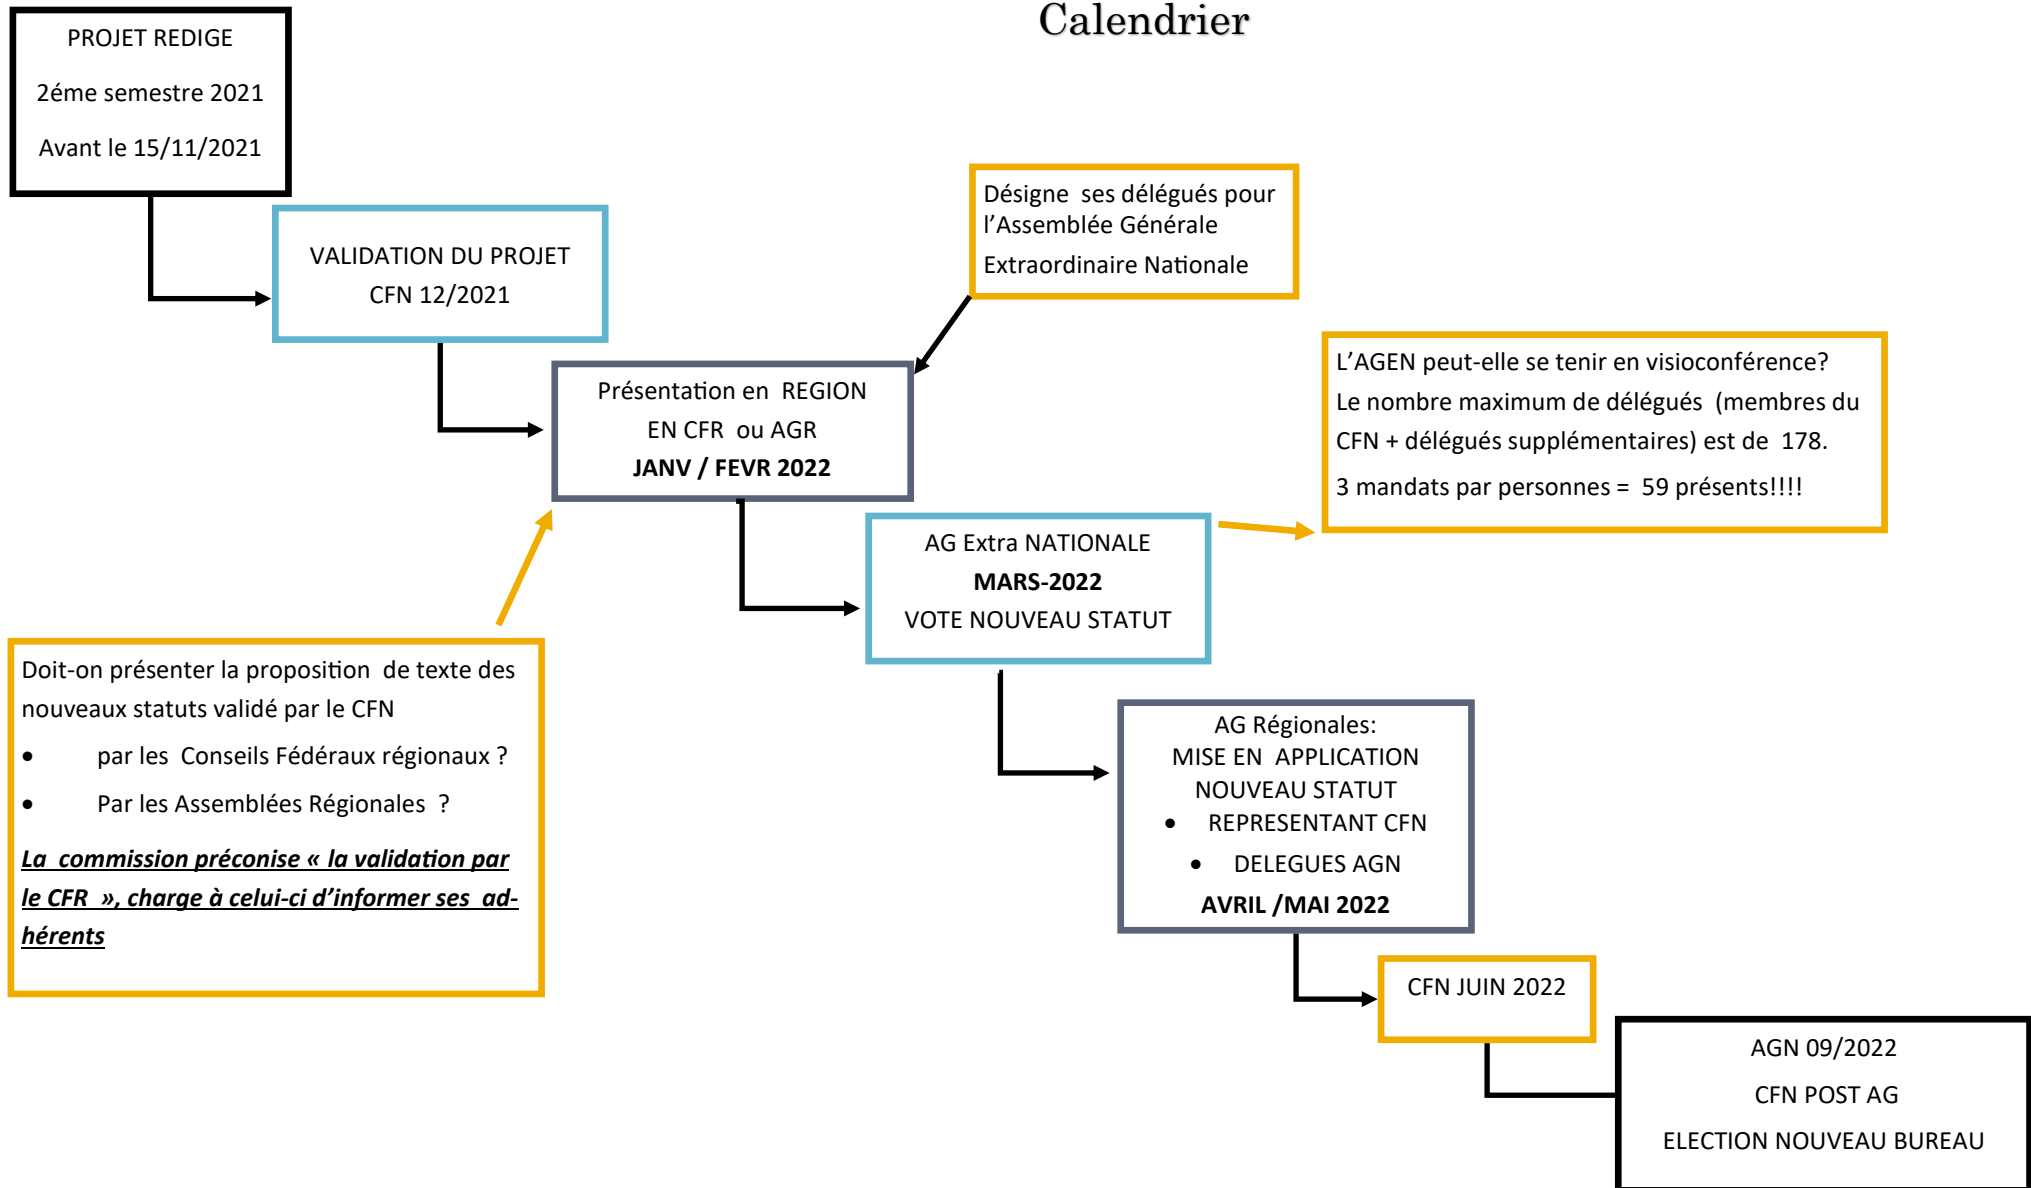 Calendrier
PROJET REDIGE
2éme semestre 2021
Avant le 15/11/2021
VALIDATION DU PROJET
CFN 12/2021
Désigne ses délégués pour
l’Assemblée Générale
Extraordinaire Nationale
Présentation en REGION
EN CFR ou AGR
JANV / FEVR 2022
L’AGEN peut-elle se tenir en visioconférence?
Le nombre maximum de délégués (membres du
CFN + délégués supplémentaires) est de 178.
3 mandats par personnes = 59 présents!!!!
AG Extra NATIONALE
MARS-2022
VOTE NOUVEAU STATUT
Doit-on présenter la proposition de texte des
nouveaux statuts validé par le CFN
• par les Conseils Fédéraux régionaux ?
• Par les Assemblées Régionales ?
La commission préconise « la validation par
le CFR », charge à celui-ci d’informer ses ad-
hérents
AG Régionales:
MISE EN APPLICATION
NOUVEAU STATUT
• REPRESENTANT CFN
• DELEGUES AGN
AVRIL /MAI 2022
CFN JUIN 2022
AGN 09/2022
CFN POST AG
ELECTION NOUVEAU BUREAU